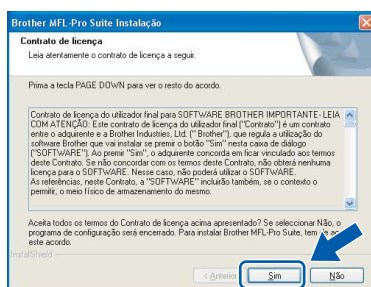 Brother MFL-Pro Suite Instalação
Contrato de licença
Leia atentamente o contrato de licença a seguir.
Prima a tecla PAGE DOWN para ver o resto do acordo.
Contrato de licença do utilizador final para SOFTWARE BROTHER IMPORTANTE- LEIA
COM ATENÇÃO: Este contrato de licença do utilizador final ("Contrato") é um contrato
entre o adquirente e a Brother Industries, Ltd. ("Brother"), que regula a utilização do
software Brother que vai instalar se premir o botão "Sim" nesta caixa de diálogo
("SOFTWARE"). Ao premir "Sim", o adquirente concorda em ficar vinculado aos termos
deste Contrato. Se não concordar com os termos deste Contrato, não obterá nenhuma
licença para o SOFTWARE. Nesse caso, não poderá utilizar o SOFTWARE.
As referências, neste Contrato, a "SOFTWARE" incluirão também, se o contexto o
permitir, o meio físico de armazenamento do mesmo.
Aceita todos os termos do Contrato de licença acima apresentado? Se seleccionar Não, o
programa de configuração será encerrado. Para instalar Brother MFL-Pro Suite, tem de
este acordo.
InstallShield
< Anterior
Sim
Não